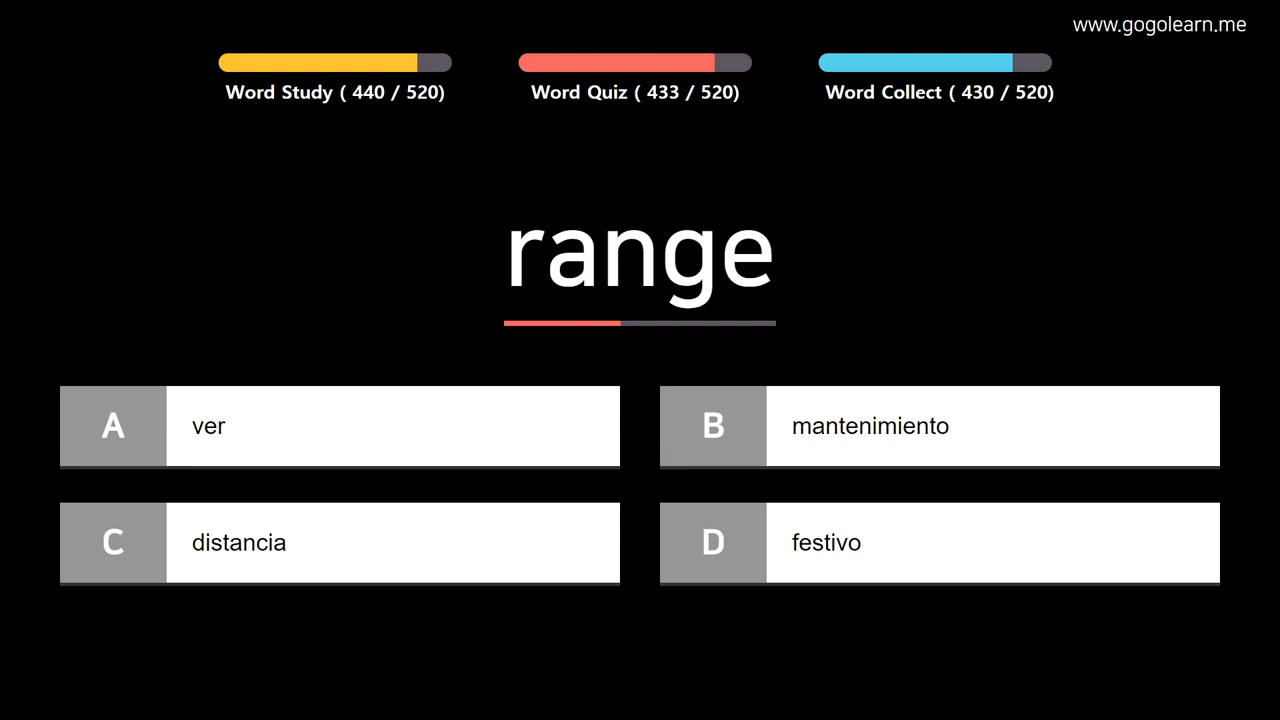 www.gogolearn.me
Word Study ( 440 / 520)
Word Quiz ( 433 / 520)
Word Collect ( 430 / 520)
range
A
ver
B
mantenimiento
C
distancia
D
festivo